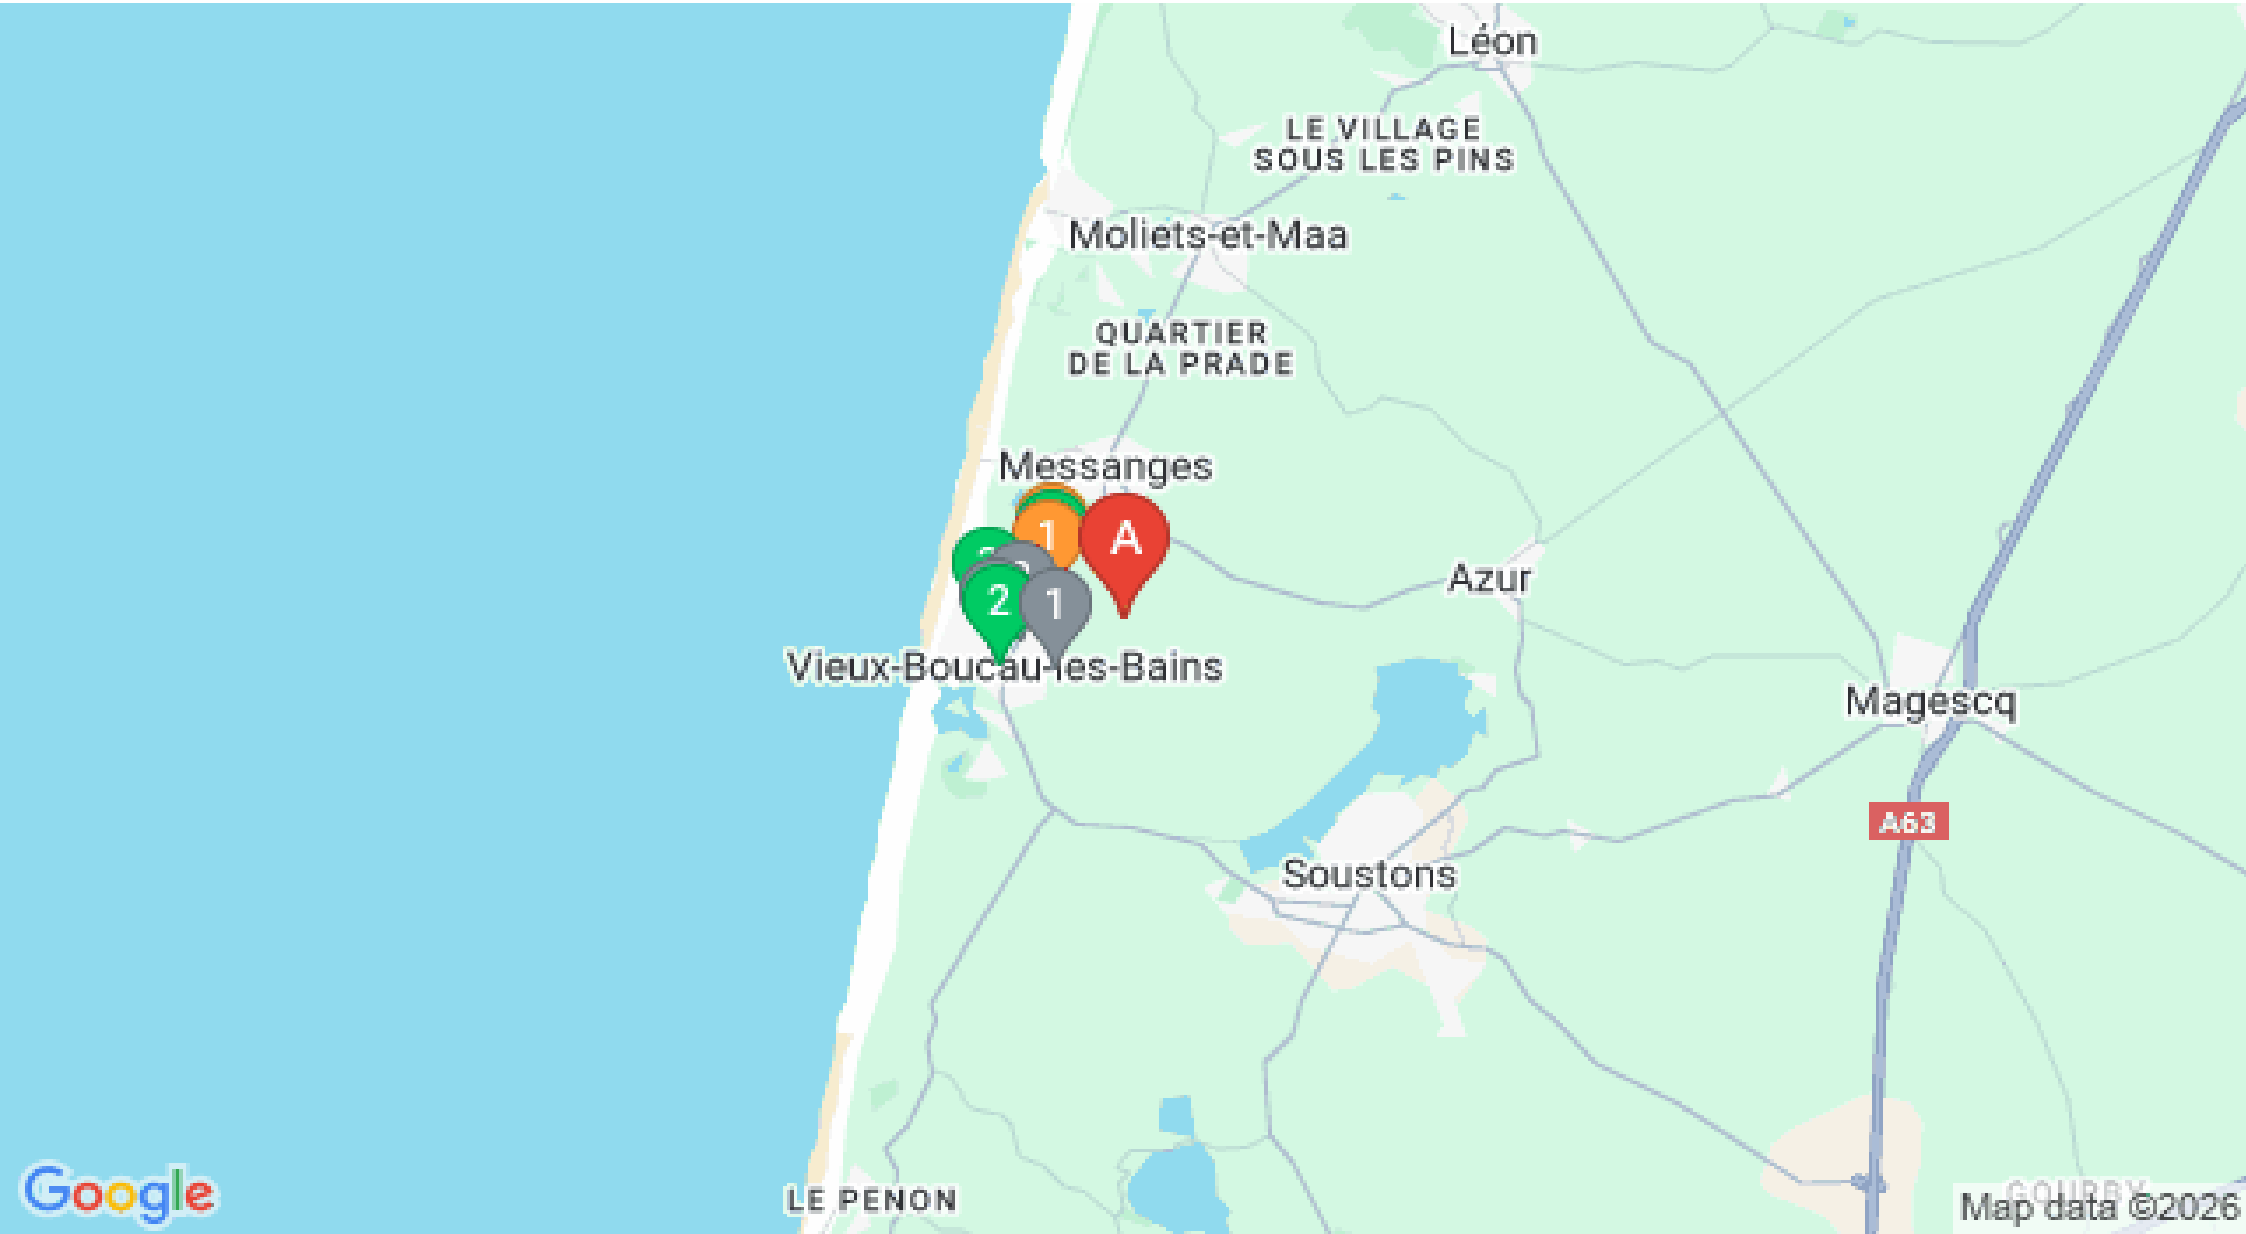 Léon
LE VILLAGE
SOUS LES PINS
Moliets-et-Maa
QUARTIER
DE LA PRADE
Messanges
1
A
2
1
Azur
Vieux-Boucau-les-Bains
Magescq
A63
Soustons
LE PENON
GOURBY
Google
Map data ©2026